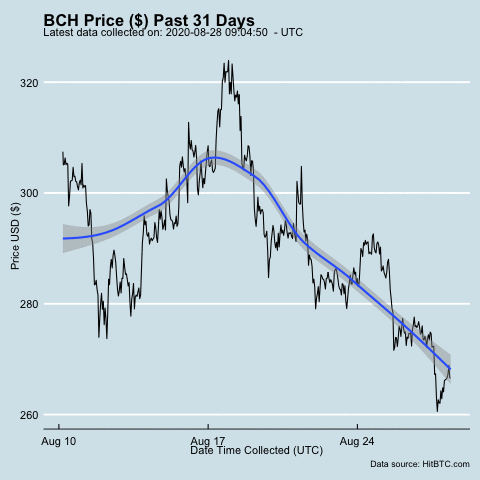 BCH Price ($) Past 31 Days
Latest data collected on: 2020-08-28 09:04:50 - UTC
Price USD ($)
320
300
280
260
Aug 10
Aug 17
Aug 24
Date Time Collected (UTC)
Data source: HitBTC.com